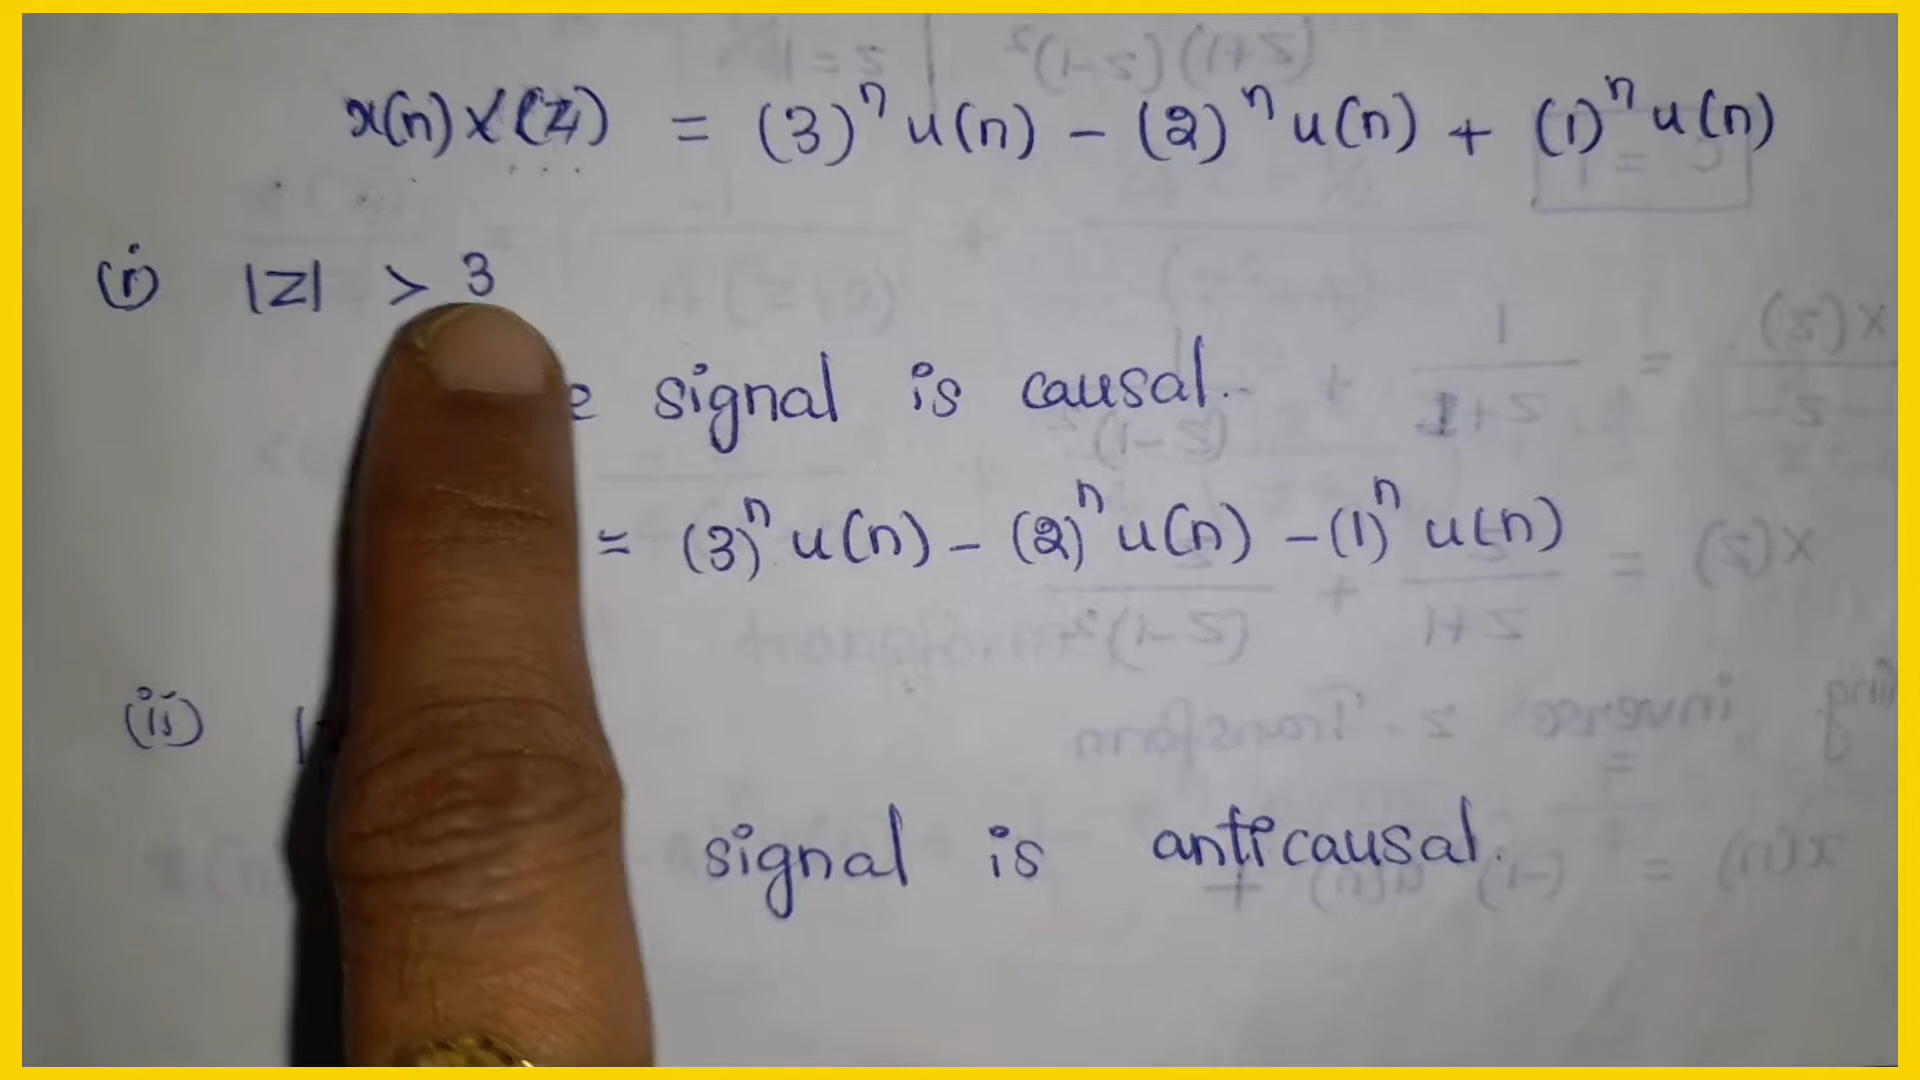 x(n) X(Z) = (3)ⁿ u(n) - (2)ⁿ u(n) + (1)ⁿ u(n)
(i) |Z| > 3
signal is causal.
= (3)ⁿ u(n) - (2)ⁿ u(n) - (1)ⁿ u(n)
(ii) |
signal is anticausal.